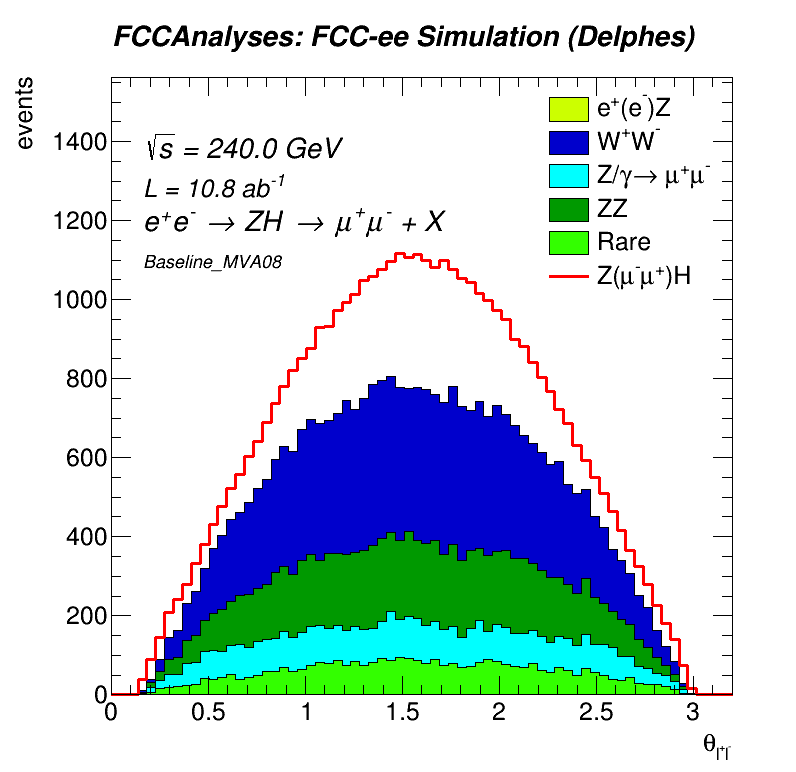 FCCAnalyses: FCC-ee Simulation (Delphes)
events
√s = 240.0 GeV
L = 10.8 ab⁻¹
e⁺e⁻ → ZH → μ⁺μ⁻ + X
Baseline_MVA08
e⁺(e⁻)Z
W⁺W⁻
Z/γ→ μ⁺μ⁻
ZZ
Rare
Z(μ⁻μ⁺)H
1400
1200
1000
800
600
400
200
0
0 0.5 1 1.5 2 2.5 3
θ_l⁺l⁻